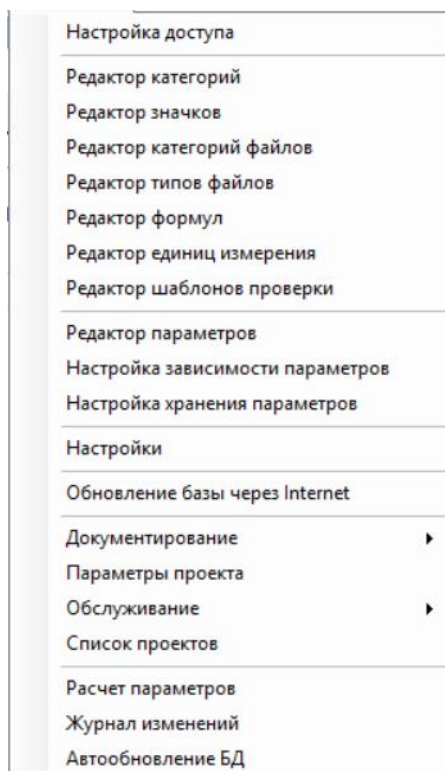 Настройка доступа
Редактор категорий
Редактор значков
Редактор категорий файлов
Редактор типов файлов
Редактор формул
Редактор единиц измерения
Редактор шаблонов проверки
Редактор параметров
Настройка зависимости параметров
Настройка хранения параметров
Настройки
Обновление базы через Internet
Документирование
Параметры проекта
Обслуживание
Список проектов
Расчет параметров
Журнал изменений
Автообновление БД